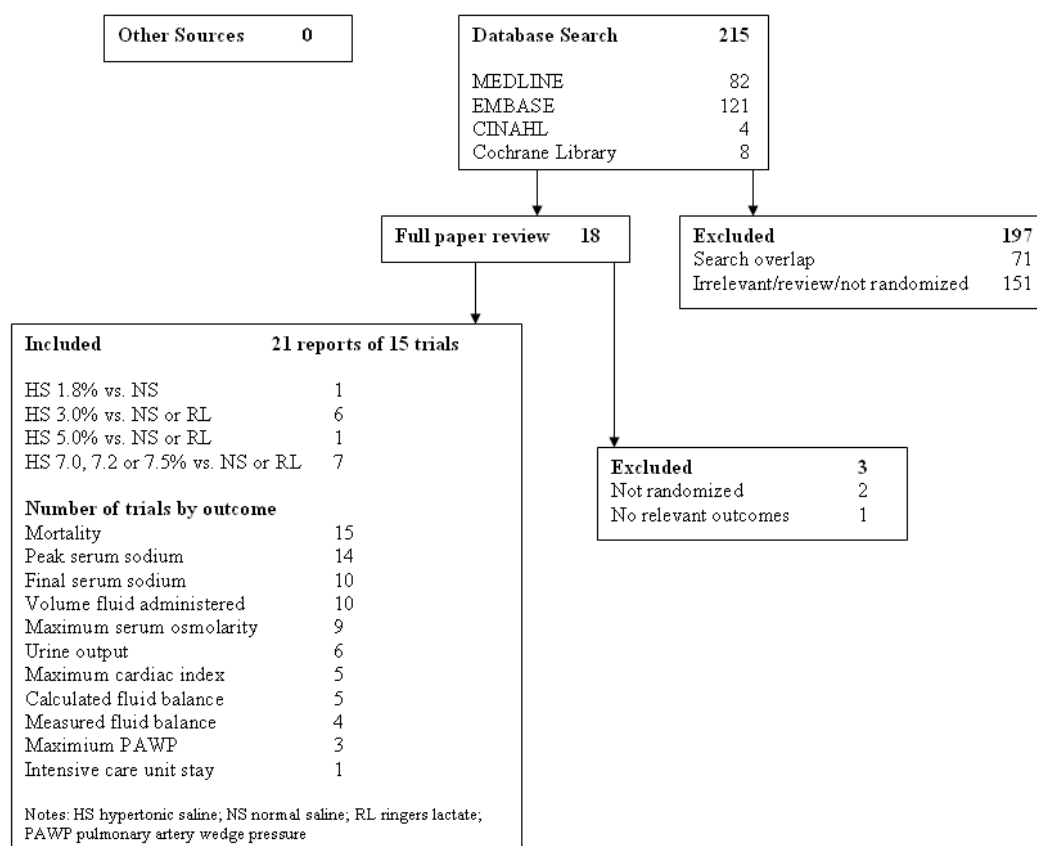 Other Sources 0
Database Search 215
MEDLINE 82
EMBASE 121
CINAHL 4
Cochrane Library 8
Full paper review 18
Excluded 197
Search overlap 71
Irrelevant/review/not randomized 151
Included 21 reports of 15 trials
HS 1.8% vs. NS 1
HS 3.0% vs. NS or RL 6
HS 5.0% vs. NS or RL 1
HS 7.0, 7.2 or 7.5% vs. NS or RL 7
Number of trials by outcome
Mortality 15
Peak serum sodium 14
Final serum sodium 10
Volume fluid administered 10
Maximum serum osmolarity 9
Urine output 6
Maximum cardiac index 5
Calculated fluid balance 5
Measured fluid balance 4
Maximium PAWP 3
Intensive care unit stay 1
Notes: HS hypertonic saline; NS normal saline; RL ringers lactate;
PAWP pulmonary artery wedge pressure
Excluded 3
Not randomized 2
No relevant outcomes 1